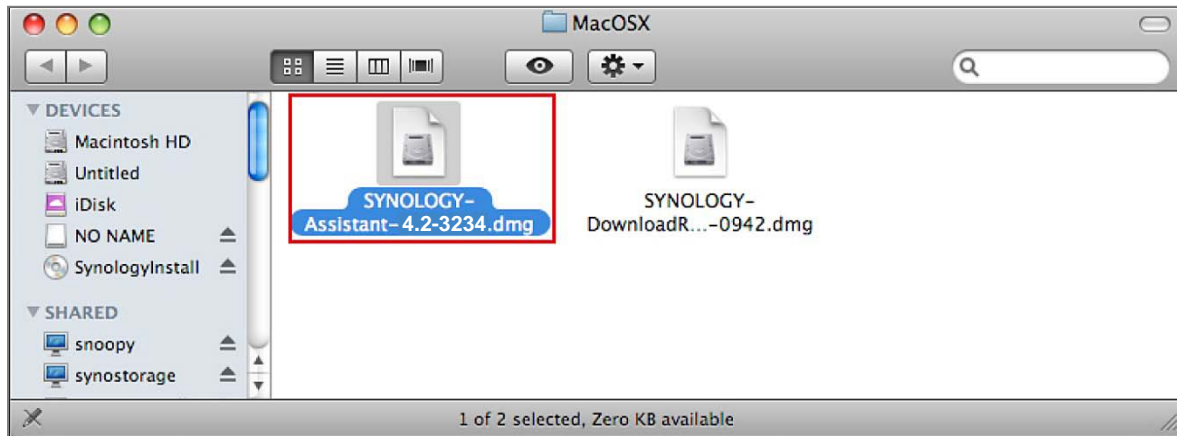 MacOSX
DEVICES
Macintosh HD
Untitled
iDisk
NO NAME
SynologyInstall
SHARED
snoopy
synostorage
SYNOLOGY-
Assistant-4.2-3234.dmg
SYNOLOGY-
DownloadR...-0942.dmg
1 of 2 selected, Zero KB available